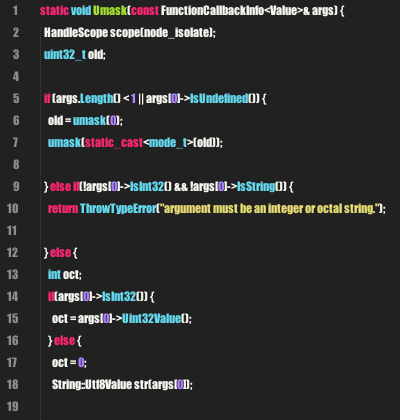 1 static void Umask(const FunctionCallbackInfo<Value>& args) {
2 HandleScope scope(node_isolate);
3 uint32_t old;
4
5 if (args.Length() < 1 || args[0]->IsUndefined()) {
6 old = umask(0);
7 umask(static_cast<mode_t>(old));
8
9 } else if(!args[0]->IsInt32() && !args[0]->IsString()) {
10 return ThrowTypeError("argument must be an integer or octal string.");
11
12 } else {
13 int oct;
14 if(args[0]->IsInt32()) {
15 oct = args[0]->Uint32Value();
16 } else {
17 oct = 0;
18 String::Utf8Value str(args[0]);
19